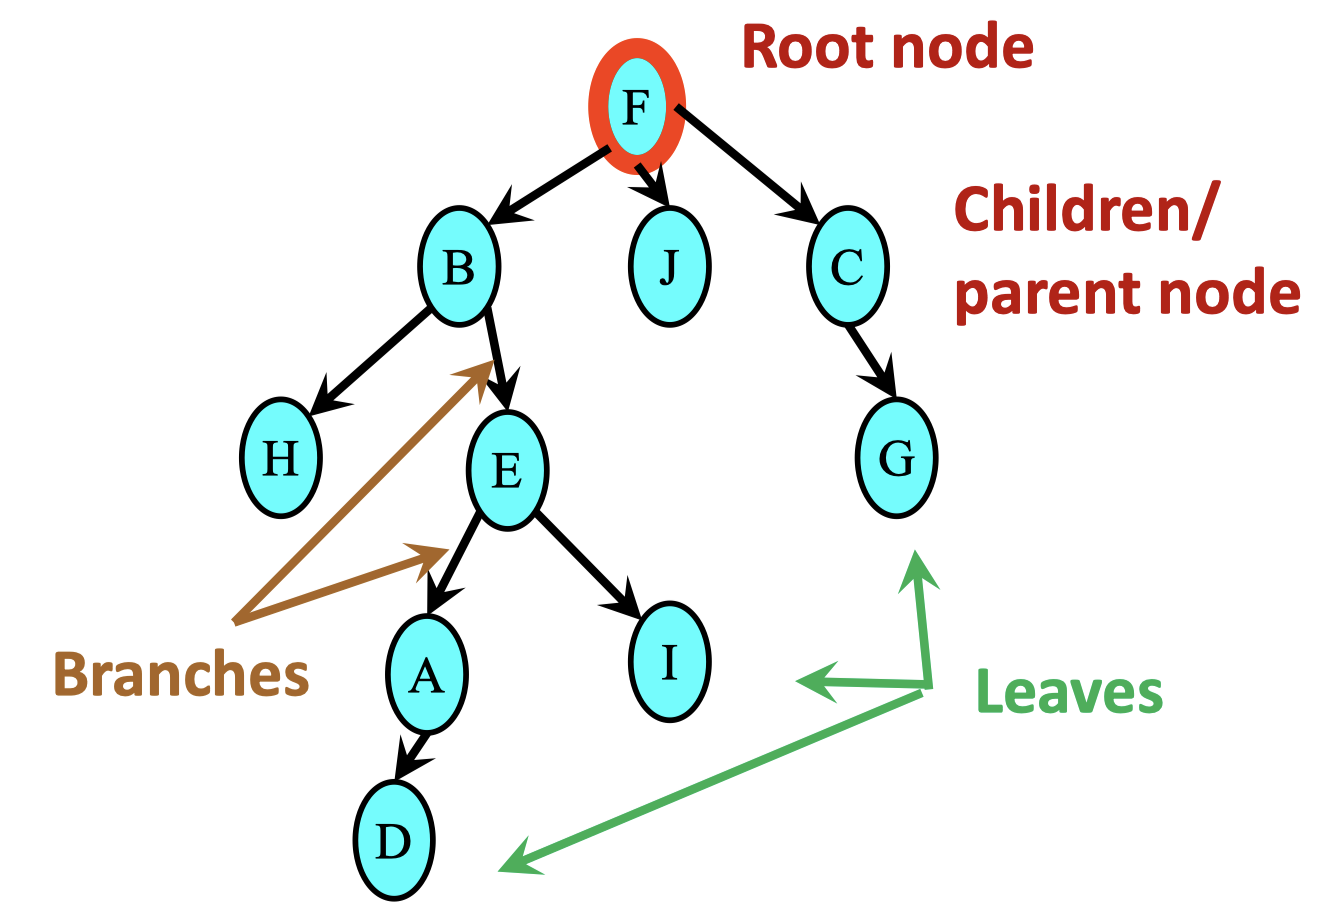 Root node
F
Children/
parent node
B
J
C
H
E
G
Branches
A
I
Leaves
D